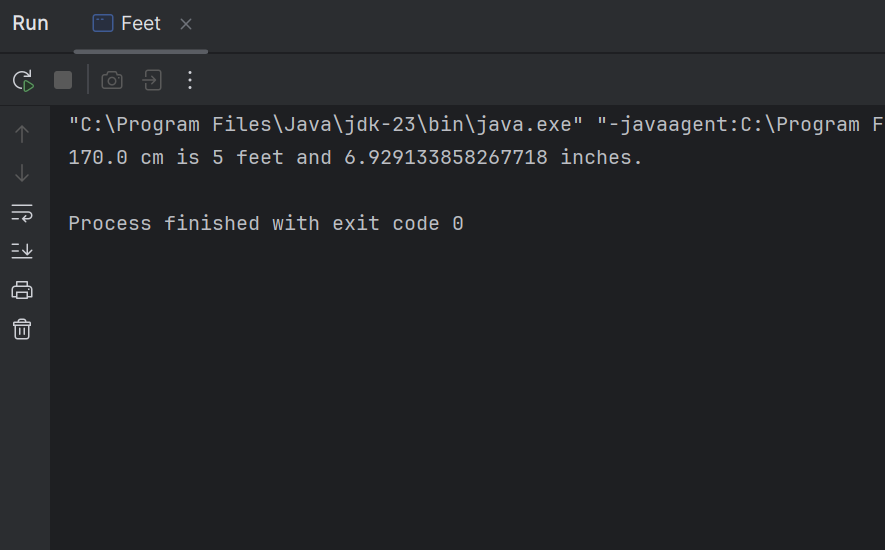 Run Feet
"C:\Program Files\Java\jdk-23\bin\java.exe" "-javaagent:C:\Program F
170.0 cm is 5 feet and 6.929133858267718 inches.
Process finished with exit code 0